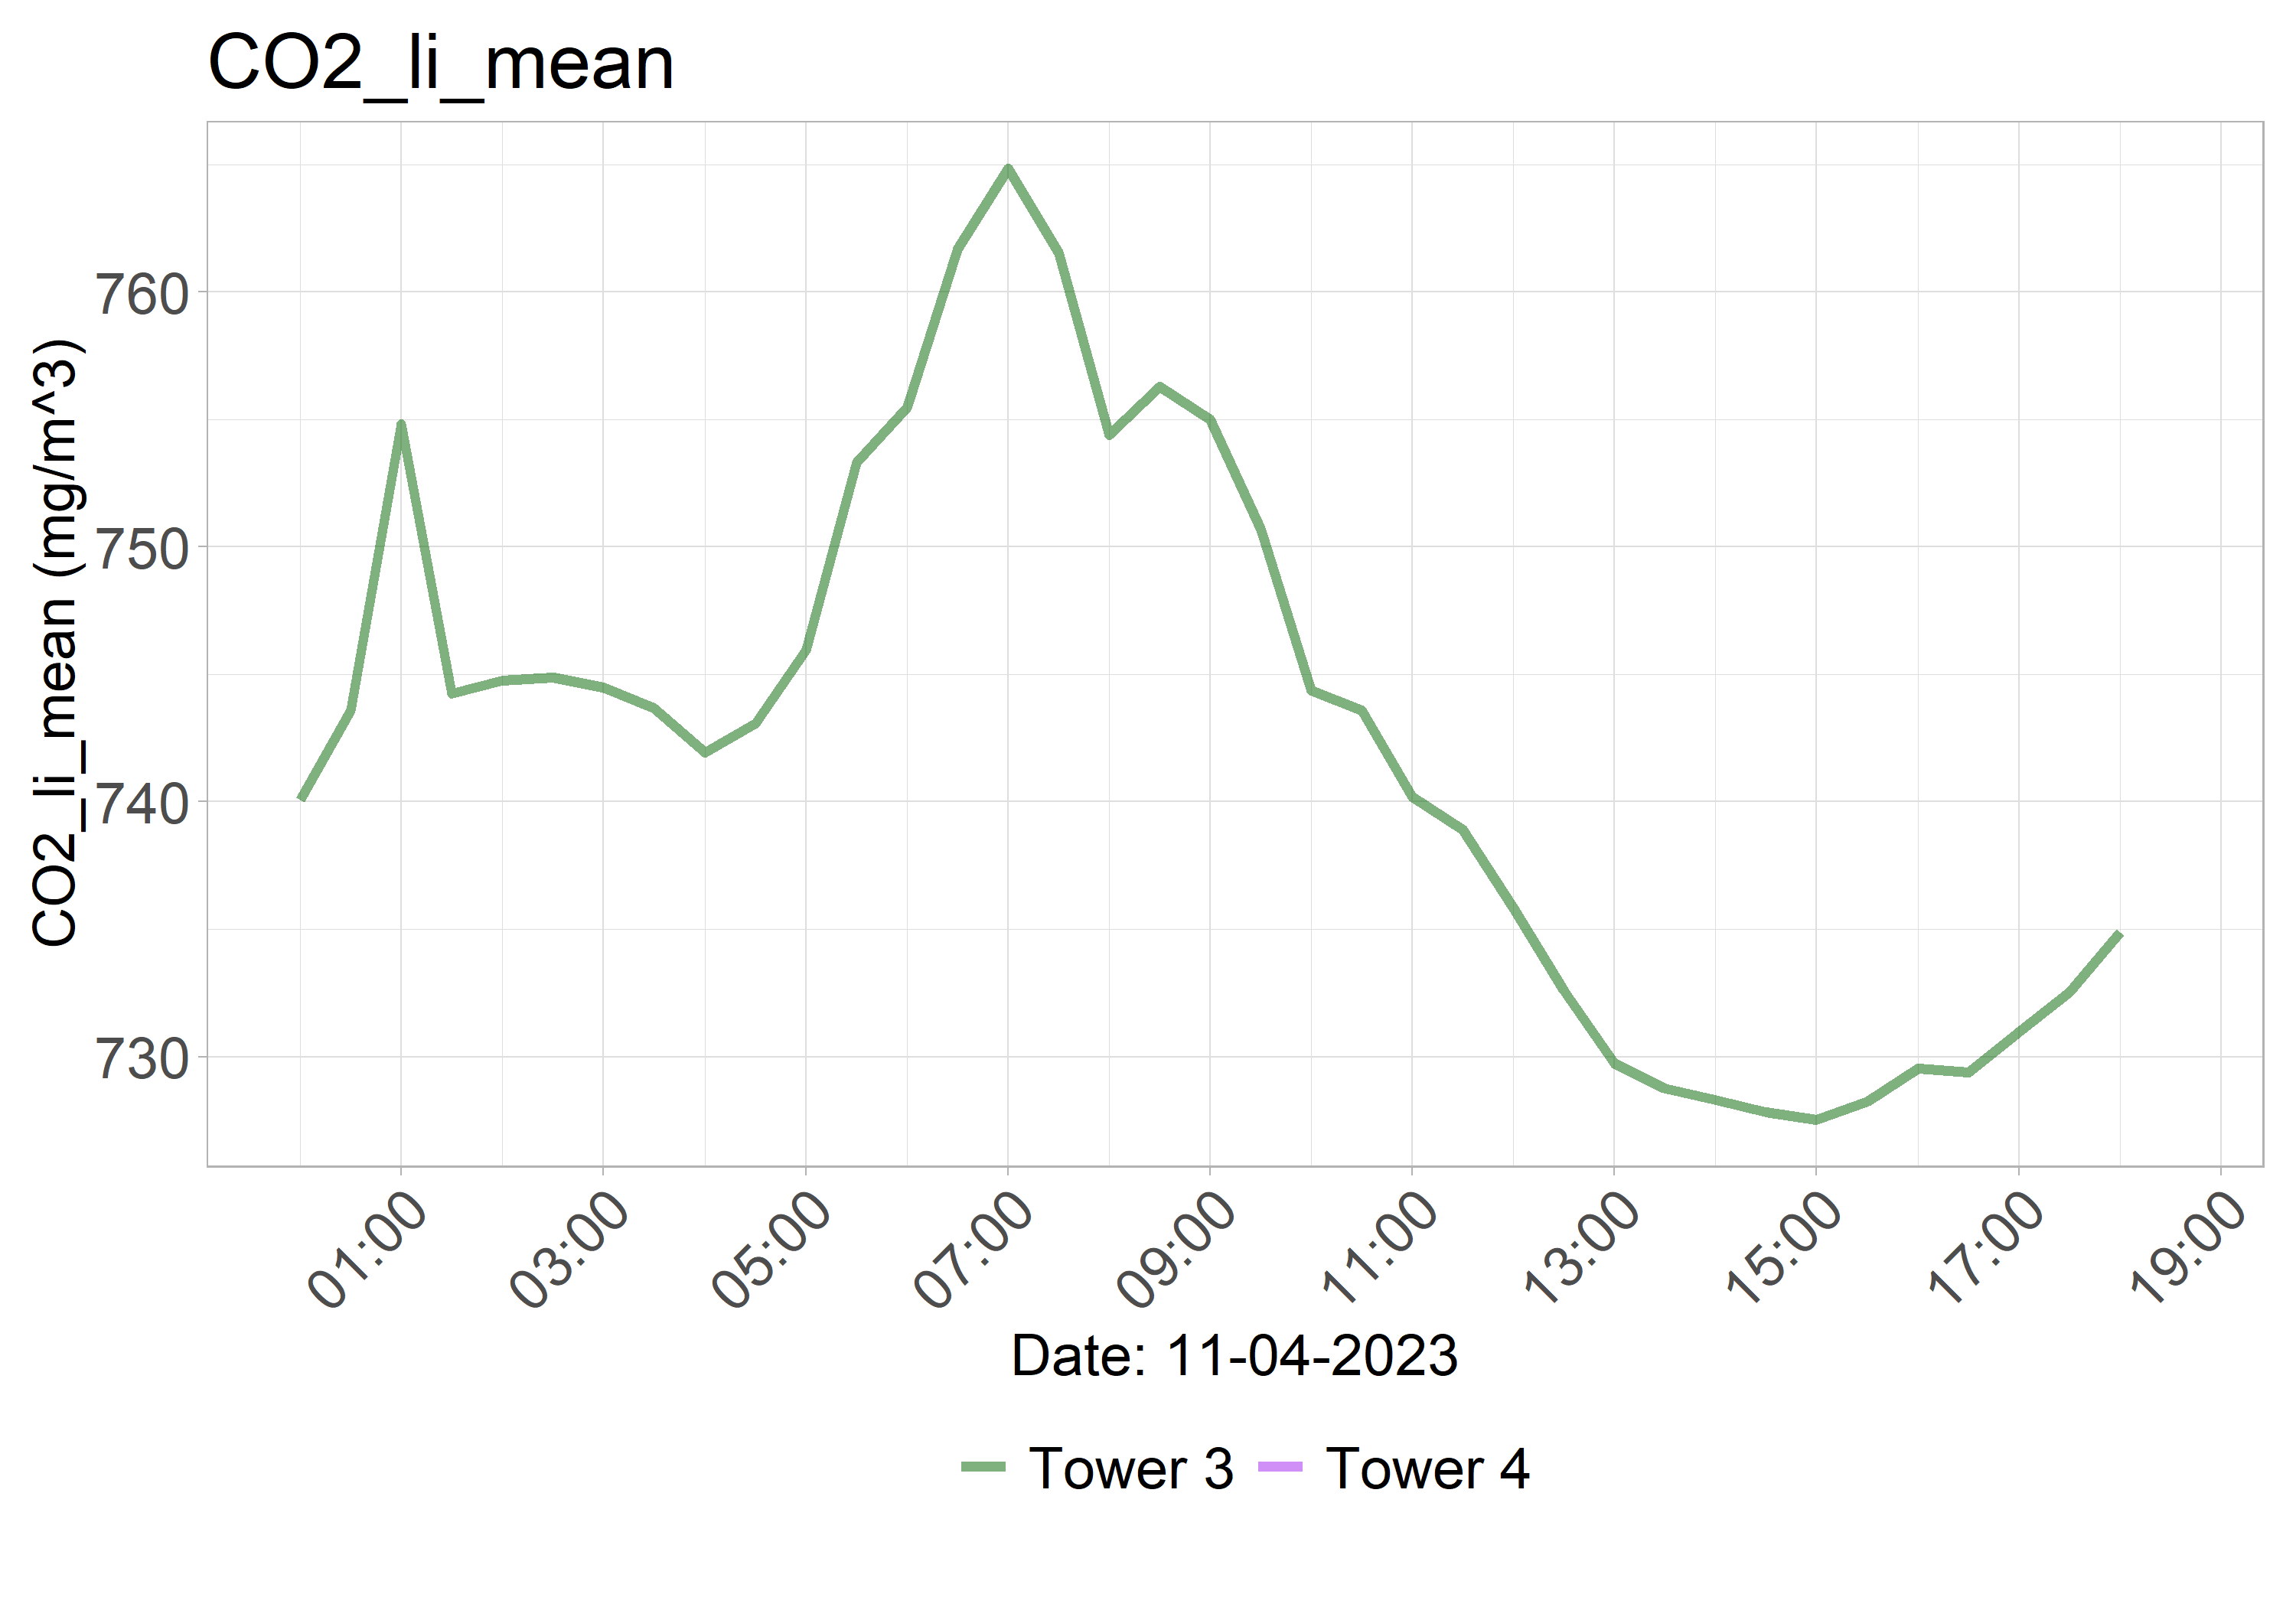 CO2_li_mean
CO2_li_mean (mg/m^3)
760
750
740
730
01:00 03:00 05:00 07:00 09:00 11:00 13:00 15:00 17:00 19:00
Date: 11-04-2023
Tower 3 Tower 4